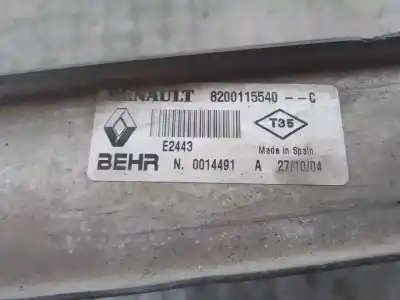 RENAULT 8200115540--C
T35
E2443
Made in Spain
BEHR N. 0014491 A 27/10/04